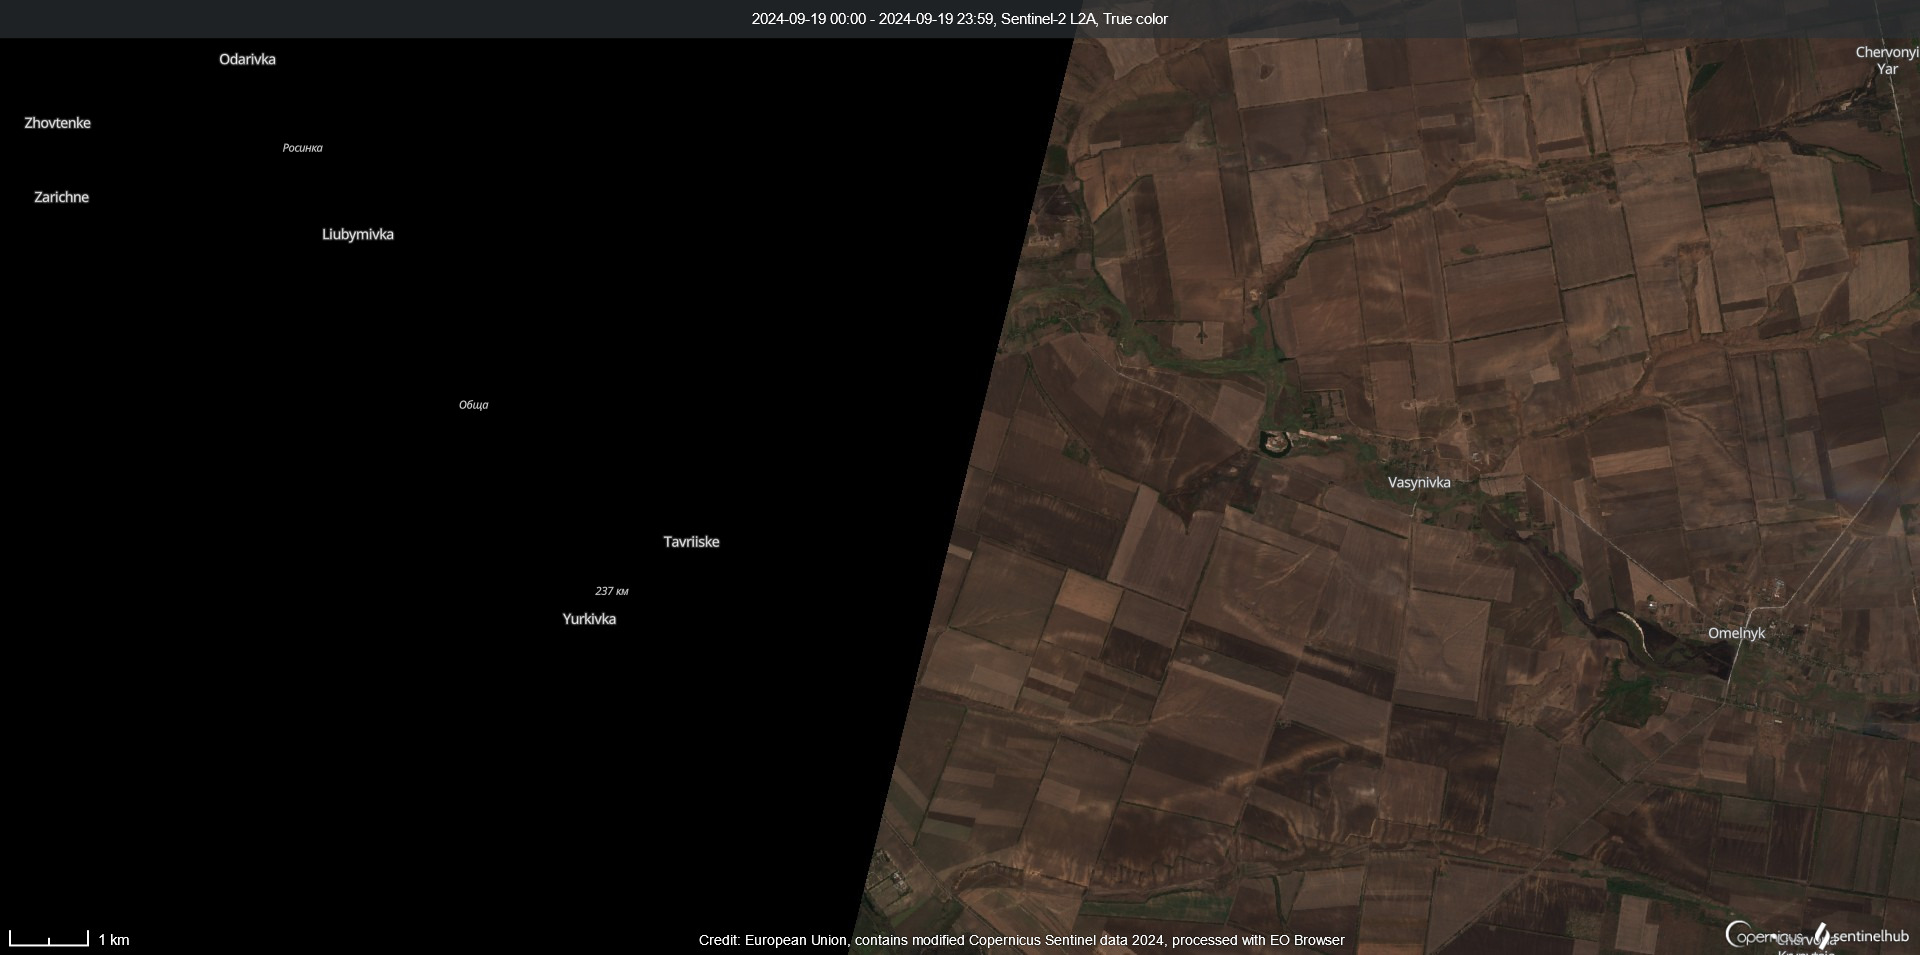 2024-09-19 00:00 - 2024-09-19 23:59, Sentinel-2 L2A, True color
Odarivka
Chervonyi
Yar
Zhovtenke
Росинка
Zarichne
Liubymivka
Обща
Vasynivka
Tavriiske
237 км
Yurkivka
Omelnyk
1 km
Credit: European Union, contains modified Copernicus Sentinel data 2024, processed with EO Browser
opernicus
sentinelhub